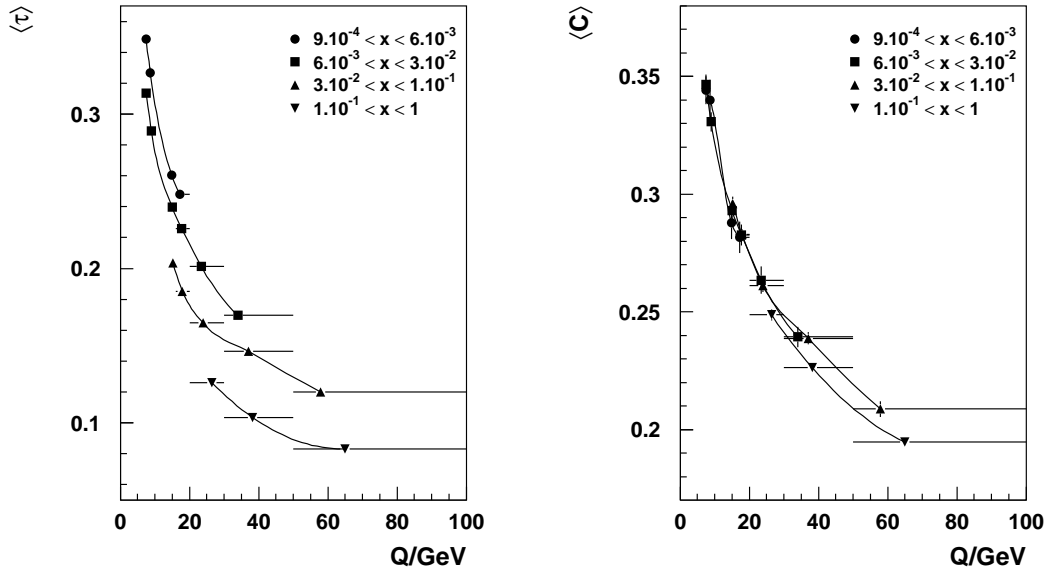 ⟨τ⟩
9.10⁻⁴ < x < 6.10⁻³
6.10⁻³ < x < 3.10⁻²
3.10⁻² < x < 1.10⁻¹
1.10⁻¹ < x < 1
0.3
0.2
0.1
0 20 40 60 80 100
Q/GeV
⟨C⟩
9.10⁻⁴ < x < 6.10⁻³
6.10⁻³ < x < 3.10⁻²
3.10⁻² < x < 1.10⁻¹
1.10⁻¹ < x < 1
0.35
0.3
0.25
0.2
0 20 40 60 80 100
Q/GeV